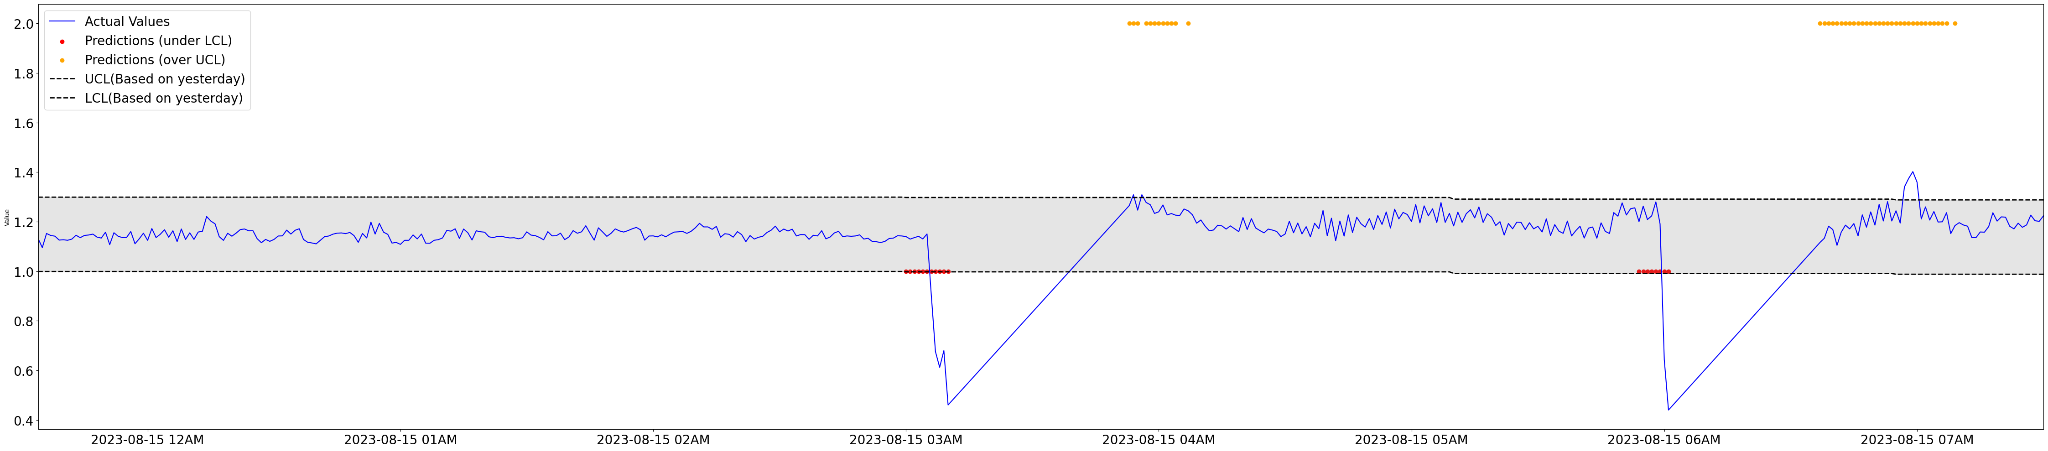 2.0
1.8
1.6
1.4
1.2
1.0
0.8
0.6
0.4
Value
Actual Values
Predictions (under LCL)
Predictions (over UCL)
UCL(Based on yesterday)
LCL(Based on yesterday)
2023-08-15 12AM
2023-08-15 01AM
2023-08-15 02AM
2023-08-15 03AM
2023-08-15 04AM
2023-08-15 05AM
2023-08-15 06AM
2023-08-15 07AM